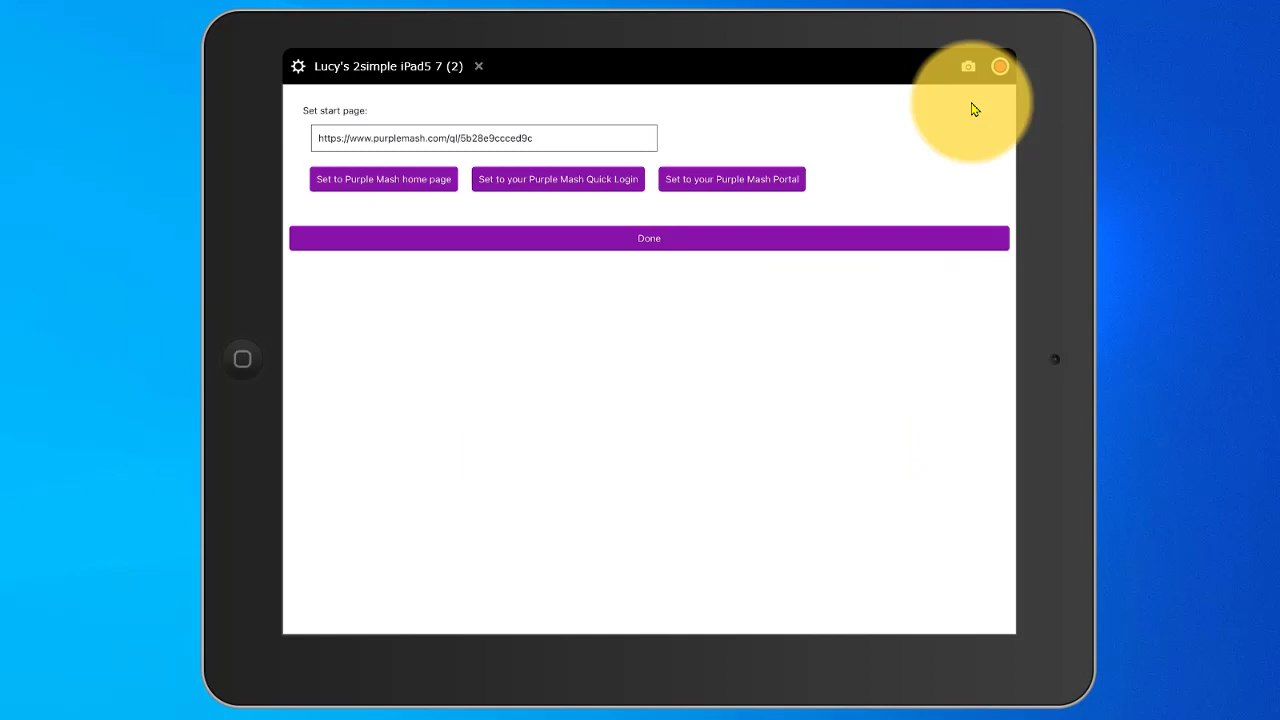 Lucy's 2simple iPad5 7 (2)
Set start page:
https://www.purplemash.com/ql/5b28e9ccced9c
Set to Purple Mash home page
Set to your Purple Mash Quick Login
Set to your Purple Mash Portal
Done